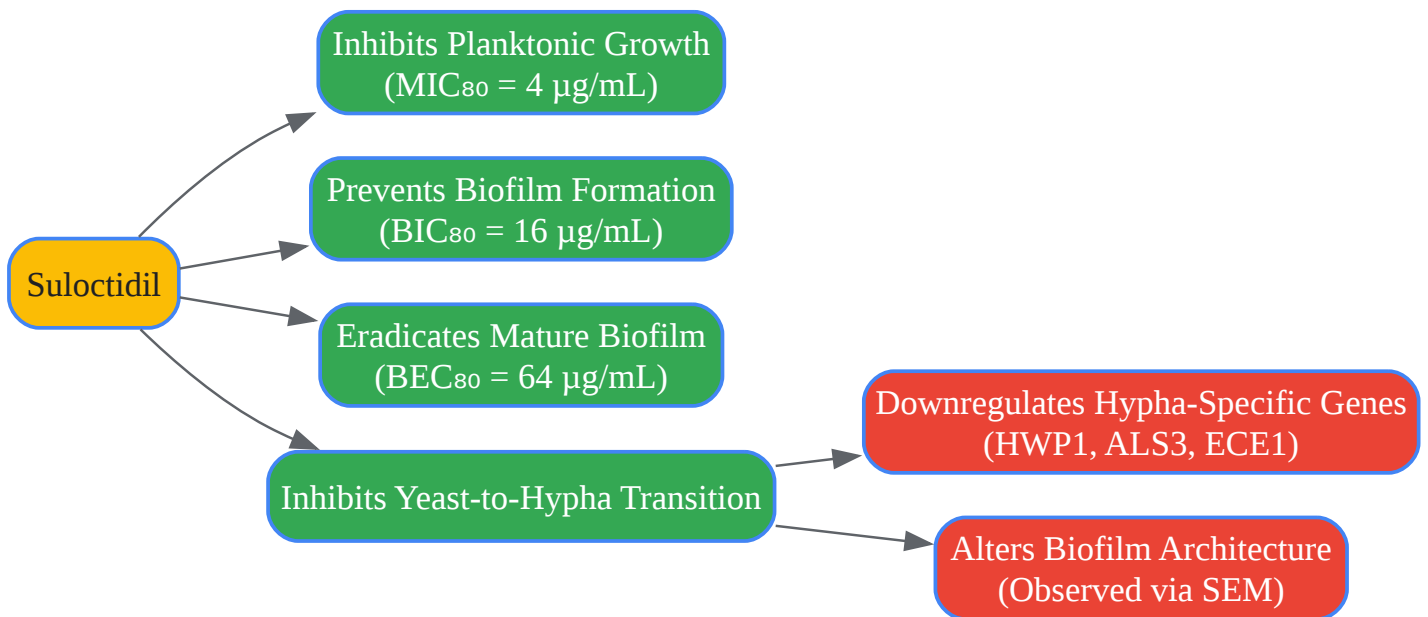 Inhibits Planktonic Growth
(MIC₈₀ = 4 µg/mL)
Prevents Biofilm Formation
(BIC₈₀ = 16 µg/mL)
Suloctidil
Eradicates Mature Biofilm
(BEC₈₀ = 64 µg/mL)
Downregulates Hypha-Specific Genes
(HWP1, ALS3, ECE1)
Inhibits Yeast-to-Hypha Transition
Alters Biofilm Architecture
(Observed via SEM)